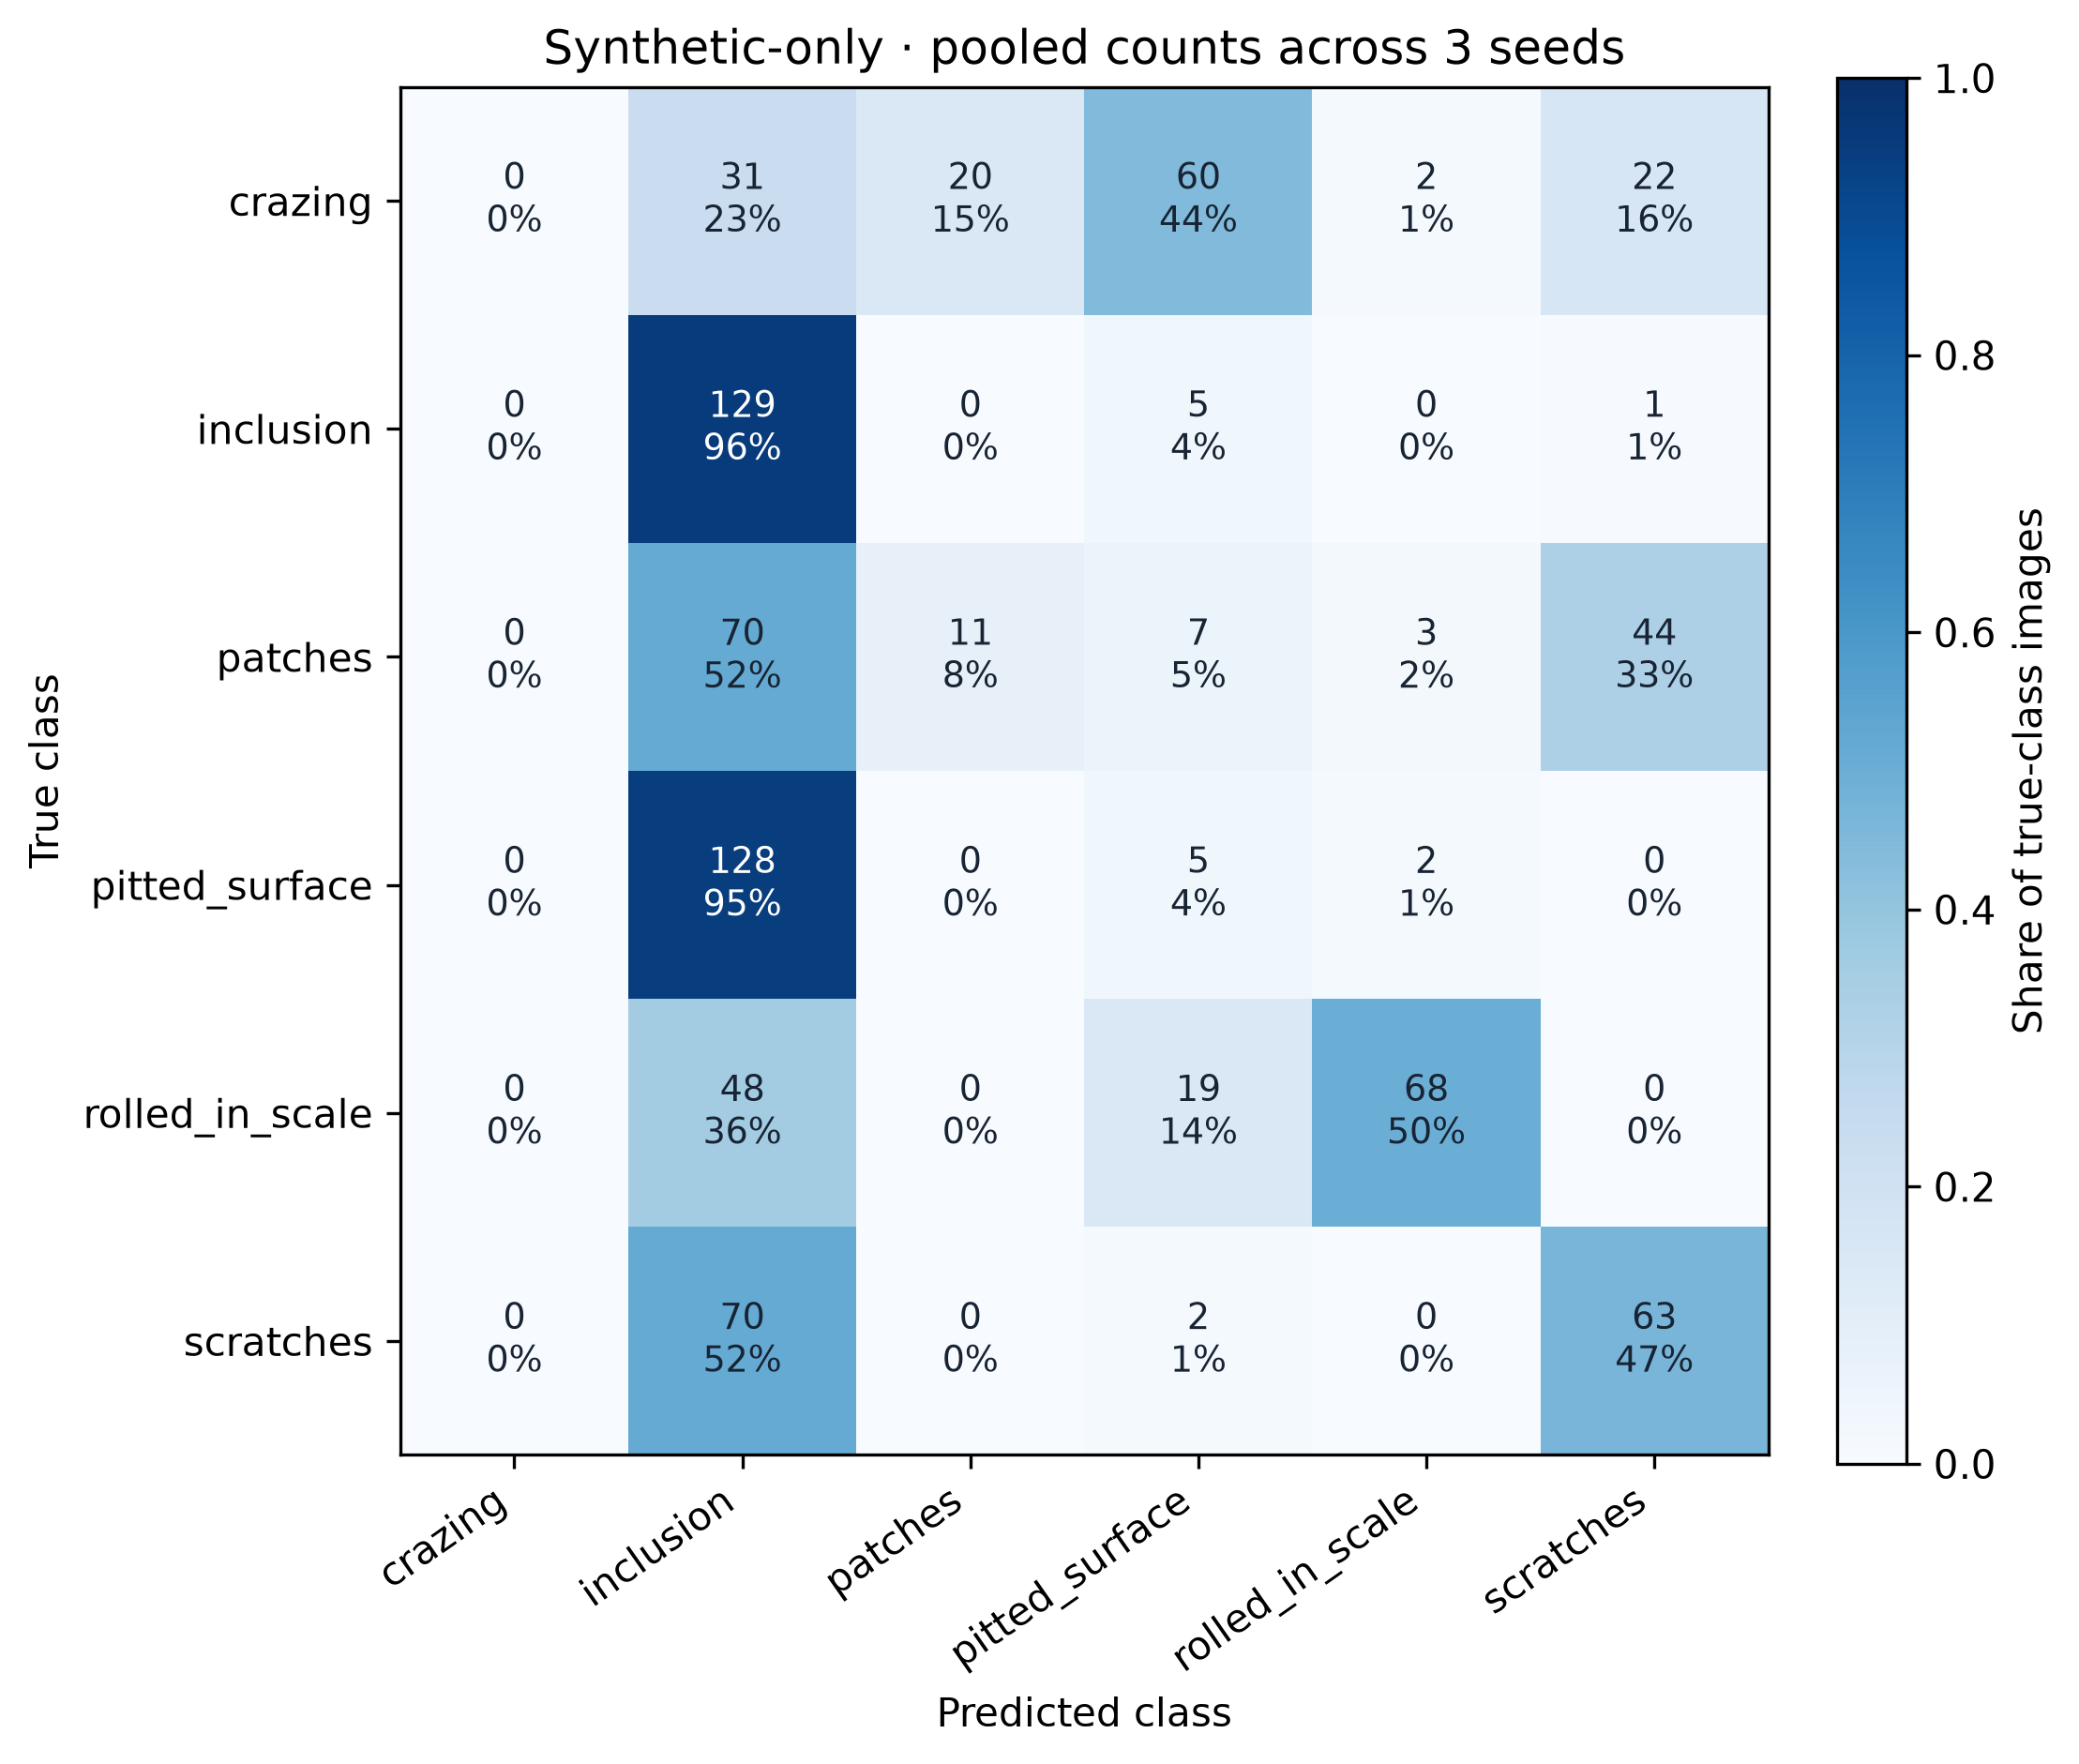 Synthetic-only · pooled counts across 3 seeds
True class
crazing
0 31 20 60 2 22
0% 23% 15% 44% 1% 16%
inclusion
0 129 0 5 0 1
0% 96% 0% 4% 0% 1%
patches
0 70 11 7 3 44
0% 52% 8% 5% 2% 33%
pitted_surface
0 128 0 5 2 0
0% 95% 0% 4% 1% 0%
rolled_in_scale
0 48 0 19 68 0
0% 36% 0% 14% 50% 0%
scratches
0 70 0 2 0 63
0% 52% 0% 1% 0% 47%
crazing
inclusion
patches
pitted_surface
rolled_in_scale
scratches
Predicted class
1.0
0.8
0.6
0.4
0.2
0.0
Share of true-class images